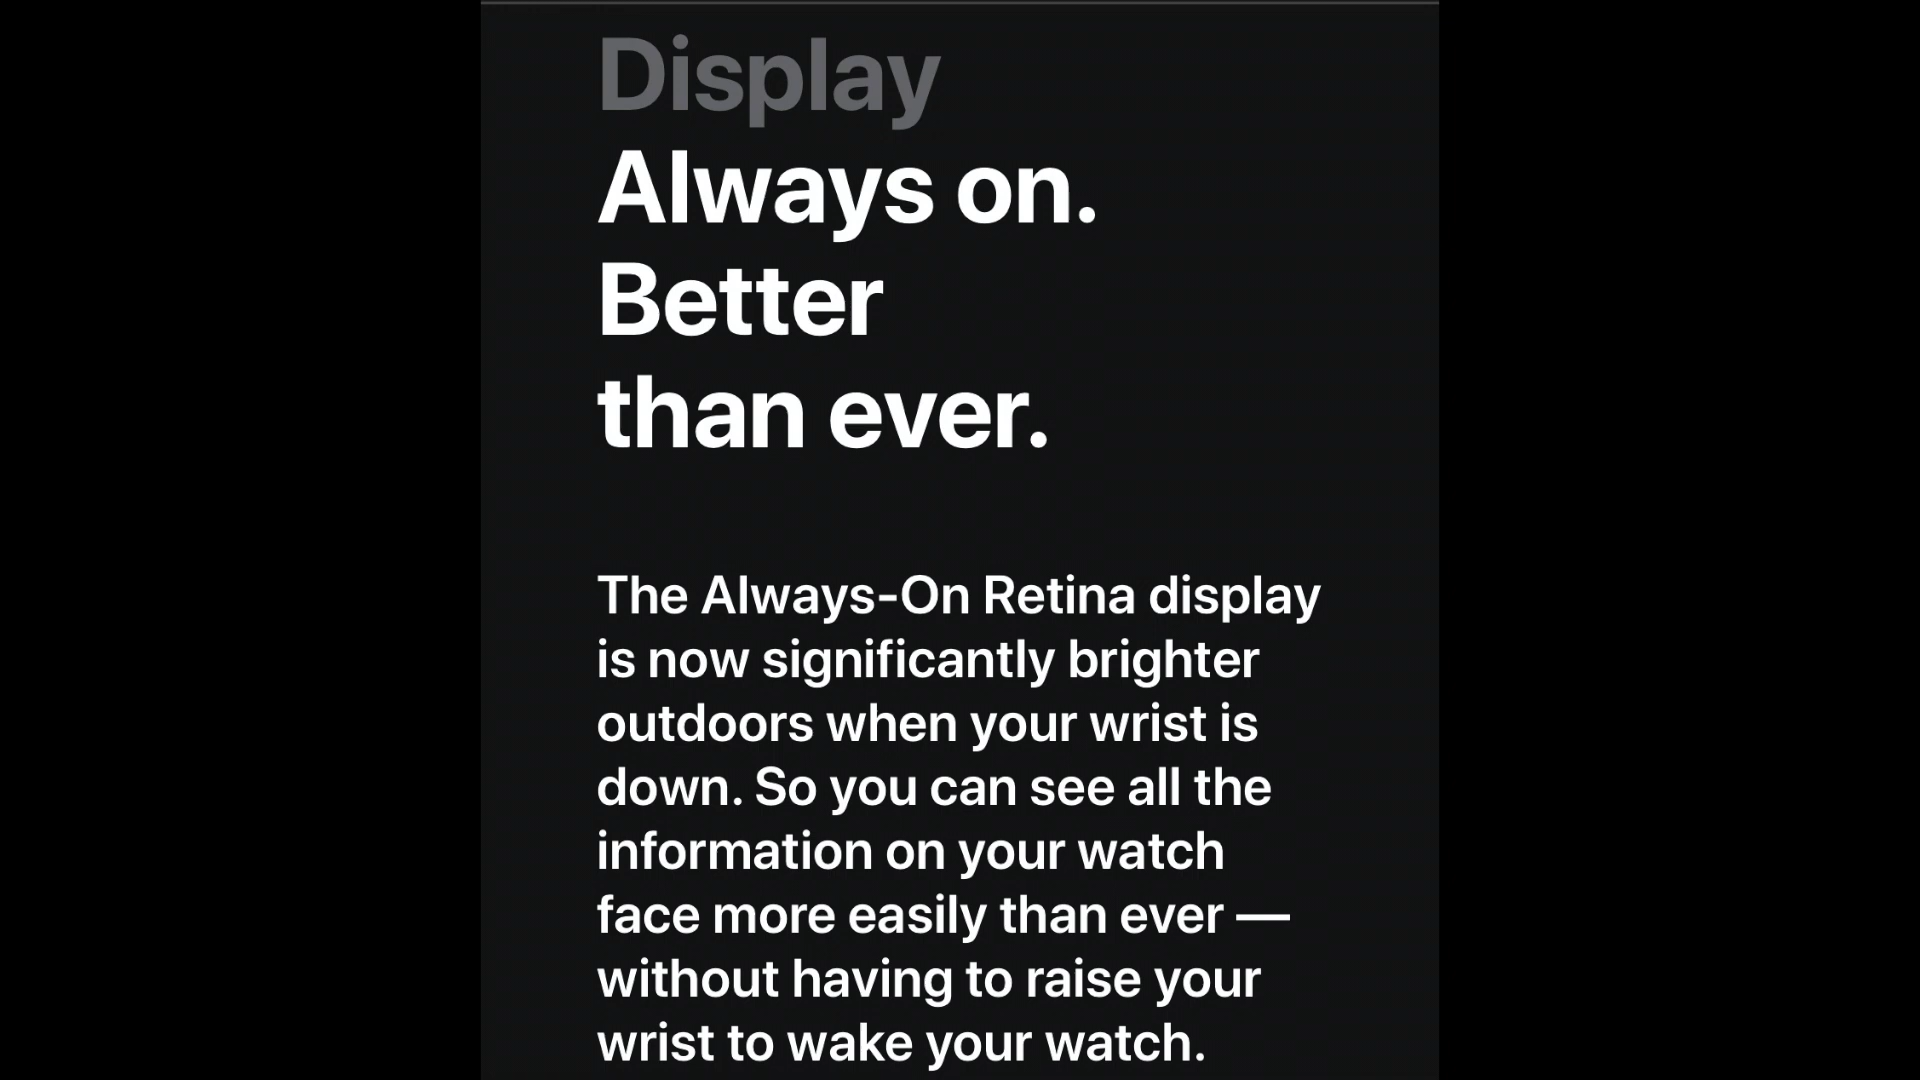 Display
Always on.
Better
than ever.
The Always-On Retina display
is now significantly brighter
outdoors when your wrist is
down. So you can see all the
information on your watch
face more easily than ever —
without having to raise your
wrist to wake your watch.